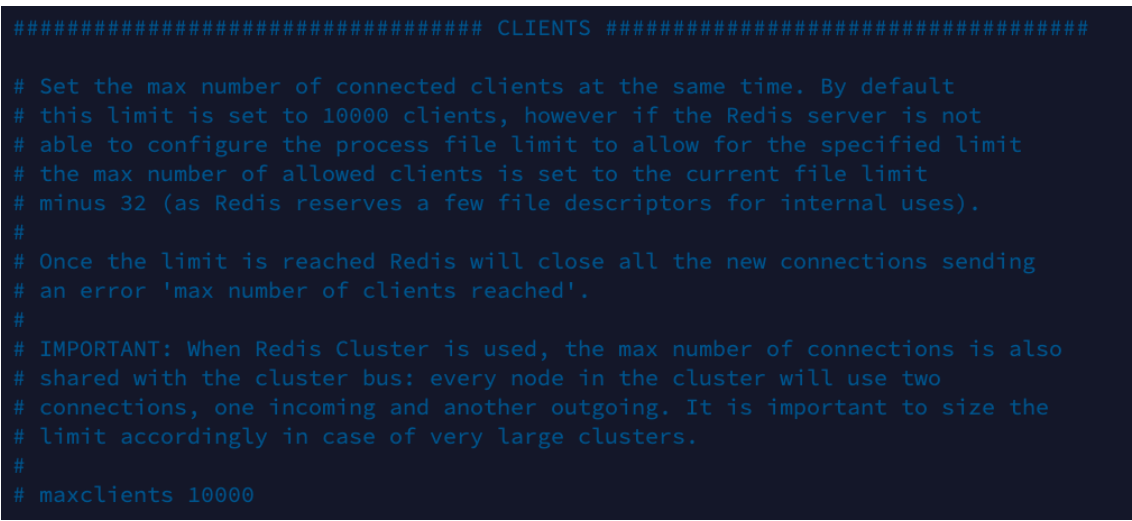 ################################### CLIENTS ####################################
# Set the max number of connected clients at the same time. By default
# this limit is set to 10000 clients, however if the Redis server is not
# able to configure the process file limit to allow for the specified limit
# the max number of allowed clients is set to the current file limit
# minus 32 (as Redis reserves a few file descriptors for internal uses).
#
# Once the limit is reached Redis will close all the new connections sending
# an error 'max number of clients reached'.
#
# IMPORTANT: When Redis Cluster is used, the max number of connections is also
# shared with the cluster bus: every node in the cluster will use two
# connections, one incoming and another outgoing. It is important to size the
# limit accordingly in case of very large clusters.
#
# maxclients 10000